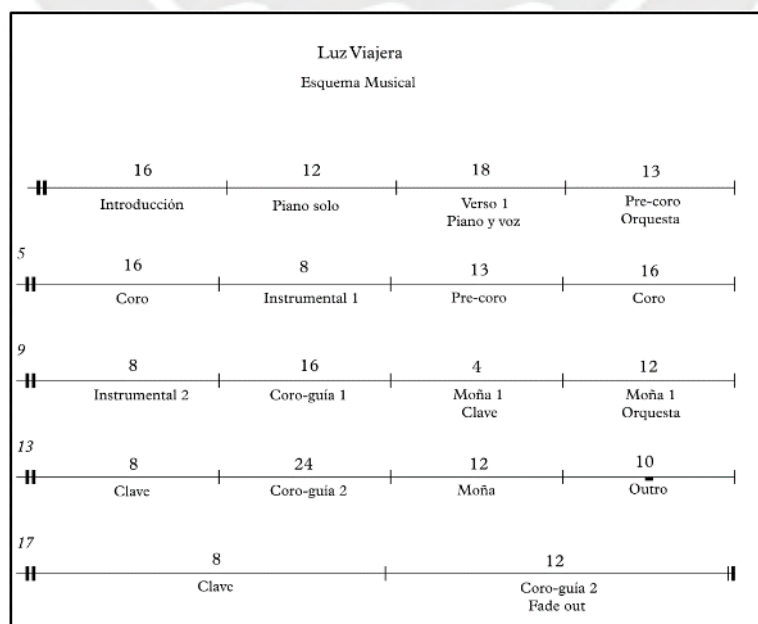 Luz Viajera
Esquema Musical
16 12 18 13
Introducción Piano solo Verso 1 Pre-coro
Piano y voz Orquesta
5
16 8 13 16
Coro Instrumental 1 Pre-coro Coro
9
8 16 4 12
Instrumental 2 Coro-guía 1 Moña 1 Moña 1
Clave Orquesta
13
8 24 12 10
Clave Coro-guía 2 Moña Outro
17
8 12
Clave Coro-guía 2
Fade out